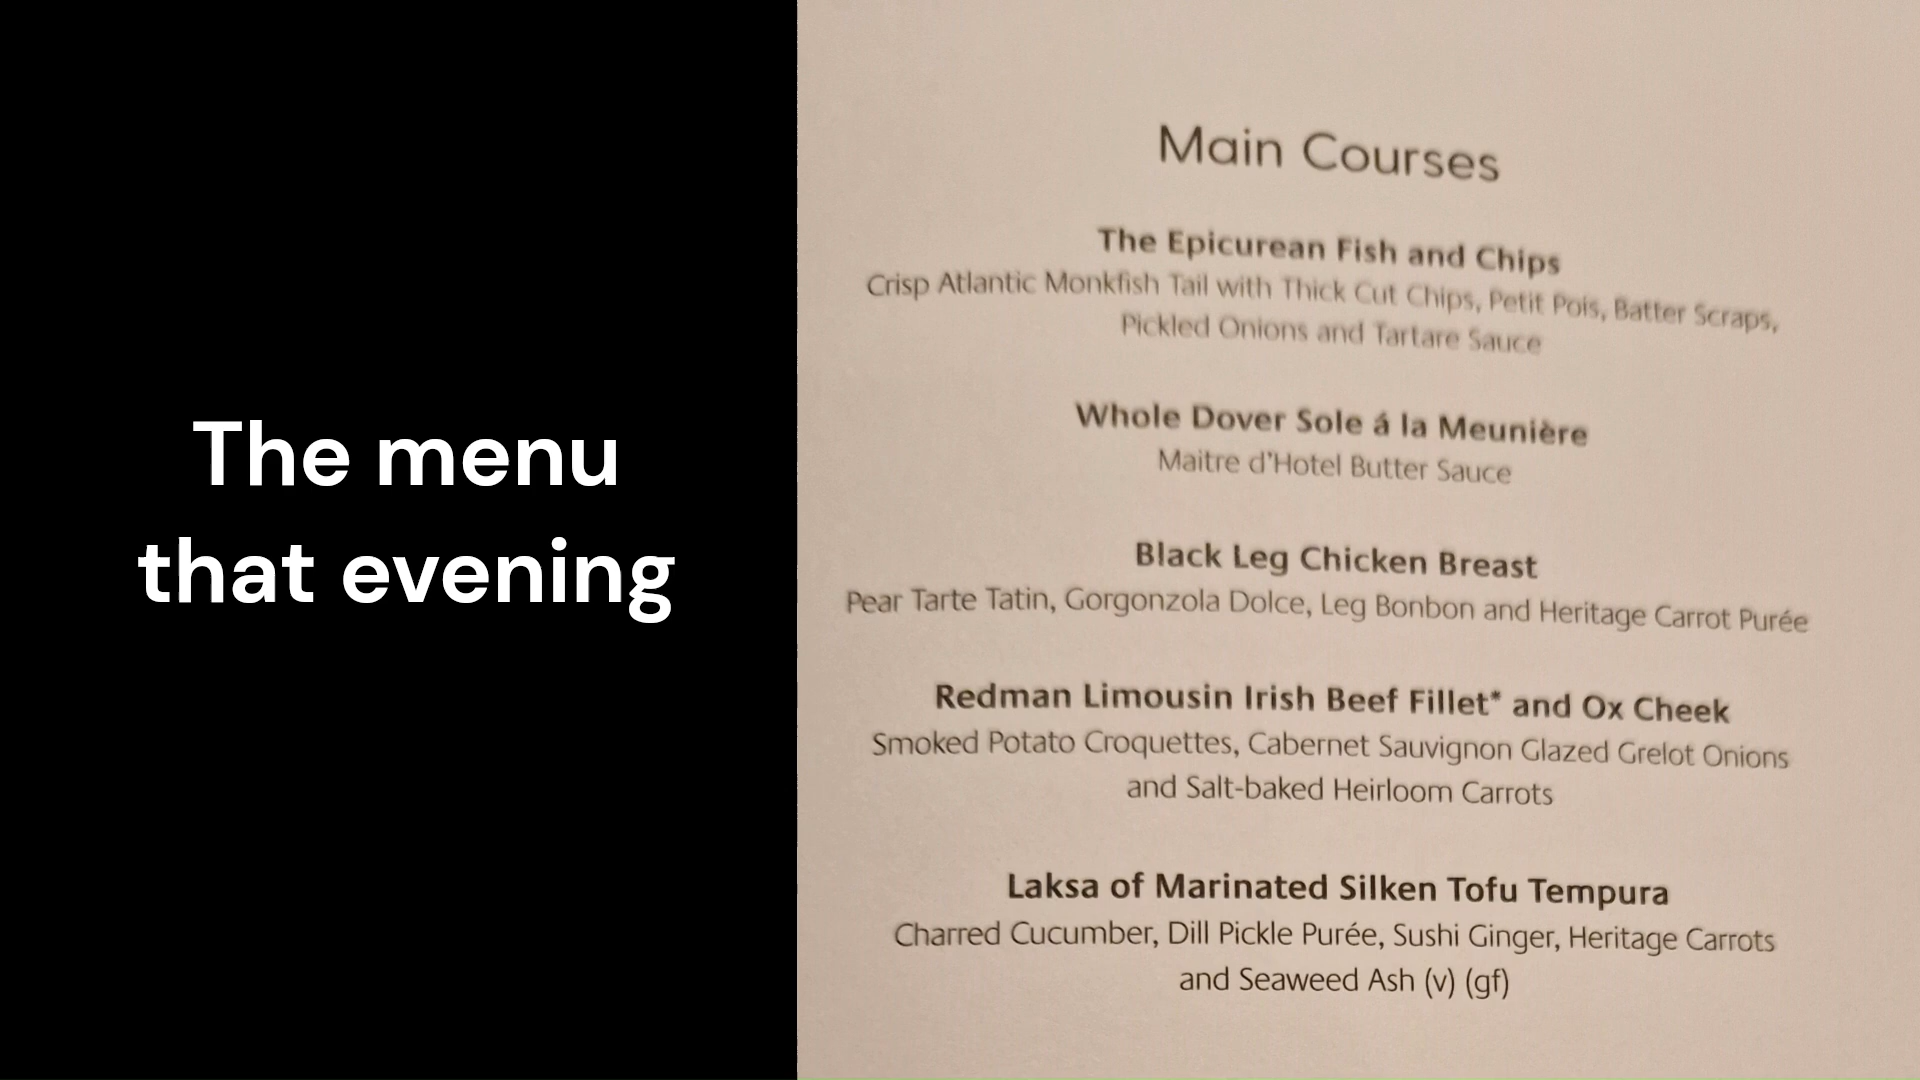 The menu
that evening
Main Courses
The Epicurean Fish and Chips
Crisp Atlantic Monkfish Tail with Thick Cut Chips, Petit Pois, Batter Scraps,
Pickled Onions and Tartare Sauce
Whole Dover Sole á la Meunière
Maitre d'Hotel Butter Sauce
Black Leg Chicken Breast
Pear Tarte Tatin, Gorgonzola Dolce, Leg Bonbon and Heritage Carrot Purée
Redman Limousin Irish Beef Fillet* and Ox Cheek
Smoked Potato Croquettes, Cabernet Sauvignon Glazed Grelot Onions
and Salt-baked Heirloom Carrots
Laksa of Marinated Silken Tofu Tempura
Charred Cucumber, Dill Pickle Purée, Sushi Ginger, Heritage Carrots
and Seaweed Ash (v) (gf)